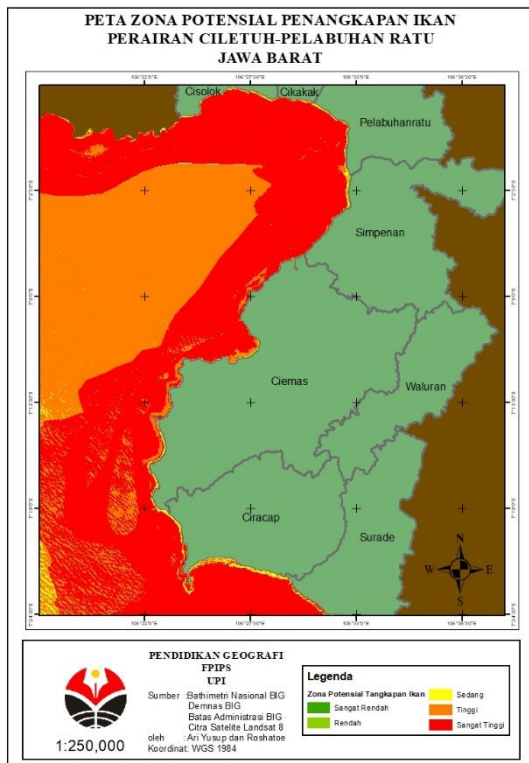 PETA ZONA POTENSIAL PENANGKAPAN IKAN
PERAIRAN CILETUH-PELABUHAN RATU
JAWA BARAT
Cisolok
Cikakak
Pelabuhanratu
Simpenan
Ciemas
Waluran
Ciracap
Surade
N
W
E
S
PENDIDIKAN GEOGRAFI
FPIPS
UPI
Sumber :Bathimetri Nasional BIG
Demnas BIG
Batas Administrasi BIG
Citra Satelite Landsat 8
oleh : Ari Yusup dan Roshatoe
Koordinat: WGS 1984
1:250,000
Legenda
Zona Potensial Tangkapan Ikan
Sangat Rendah
Rendah
Sedang
Tinggi
Sangat Tinggi